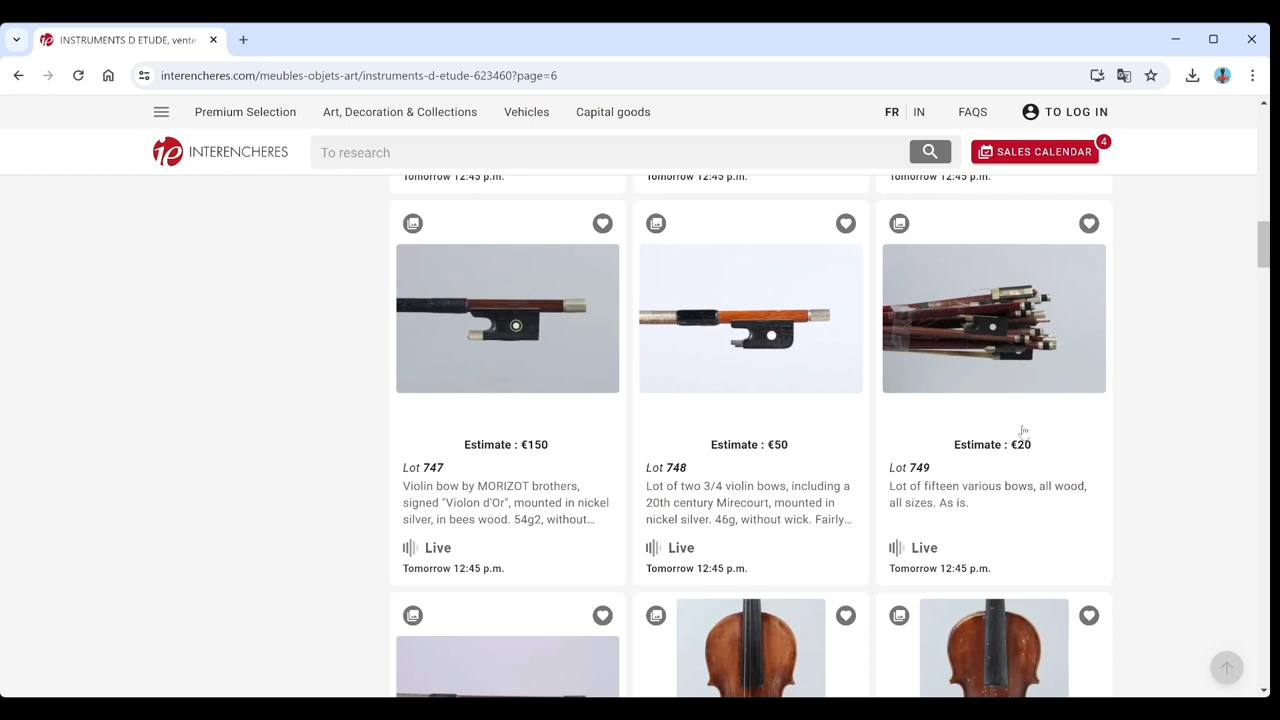 INSTRUMENTS D ETUDE, vente
interencheres.com/meubles-objets-art/instruments-d-etude-623460?page=6
Premium Selection Art, Decoration & Collections Vehicles Capital goods FR IN FAQS TO LOG IN
INTERENCHERES To research SALES CALENDAR 4
Tomorrow 12:45 p.m. Tomorrow 12:45 p.m. Tomorrow 12:45 p.m.
Estimate : €150
Lot 747
Violin bow by MORIZOT brothers,
signed "Violon d'Or", mounted in nickel
silver, in bees wood. 54g2, without...
Live
Tomorrow 12:45 p.m.
Estimate : €50
Lot 748
Lot of two 3/4 violin bows, including a
20th century Mirecourt, mounted in
nickel silver. 46g, without wick. Fairly...
Live
Tomorrow 12:45 p.m.
Estimate : €20
Lot 749
Lot of fifteen various bows, all wood,
all sizes. As is.
Live
Tomorrow 12:45 p.m.